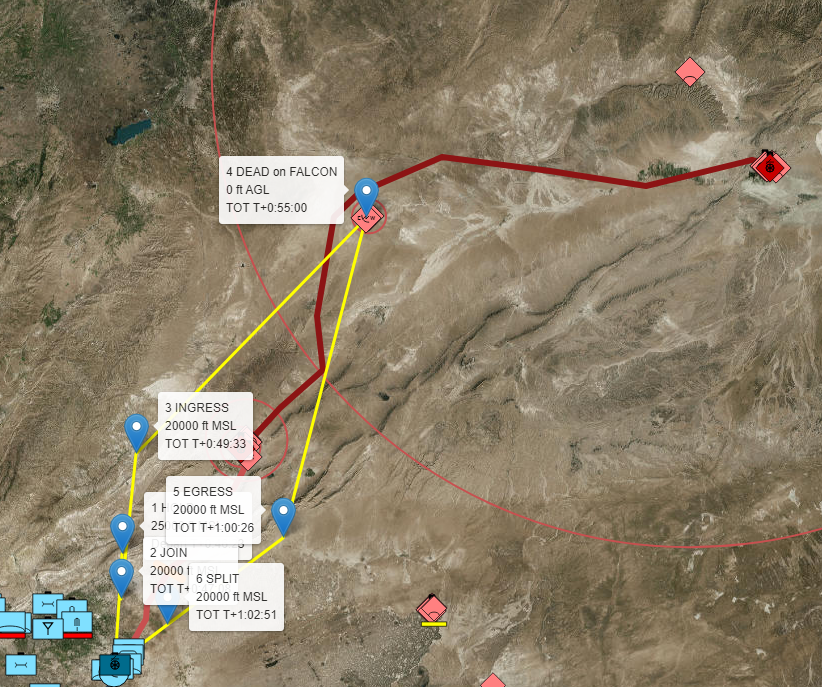 4 DEAD on FALCON
0 ft AGL
TOT T+0:55:00
3 INGRESS
20000 ft MSL
TOT T+0:49:33
5 EGRESS
20000 ft MSL
TOT T+1:00:26
1
2 JOIN
20000 ft
TOT
6 SPLIT
20000 ft MSL
TOT T+1:02:51